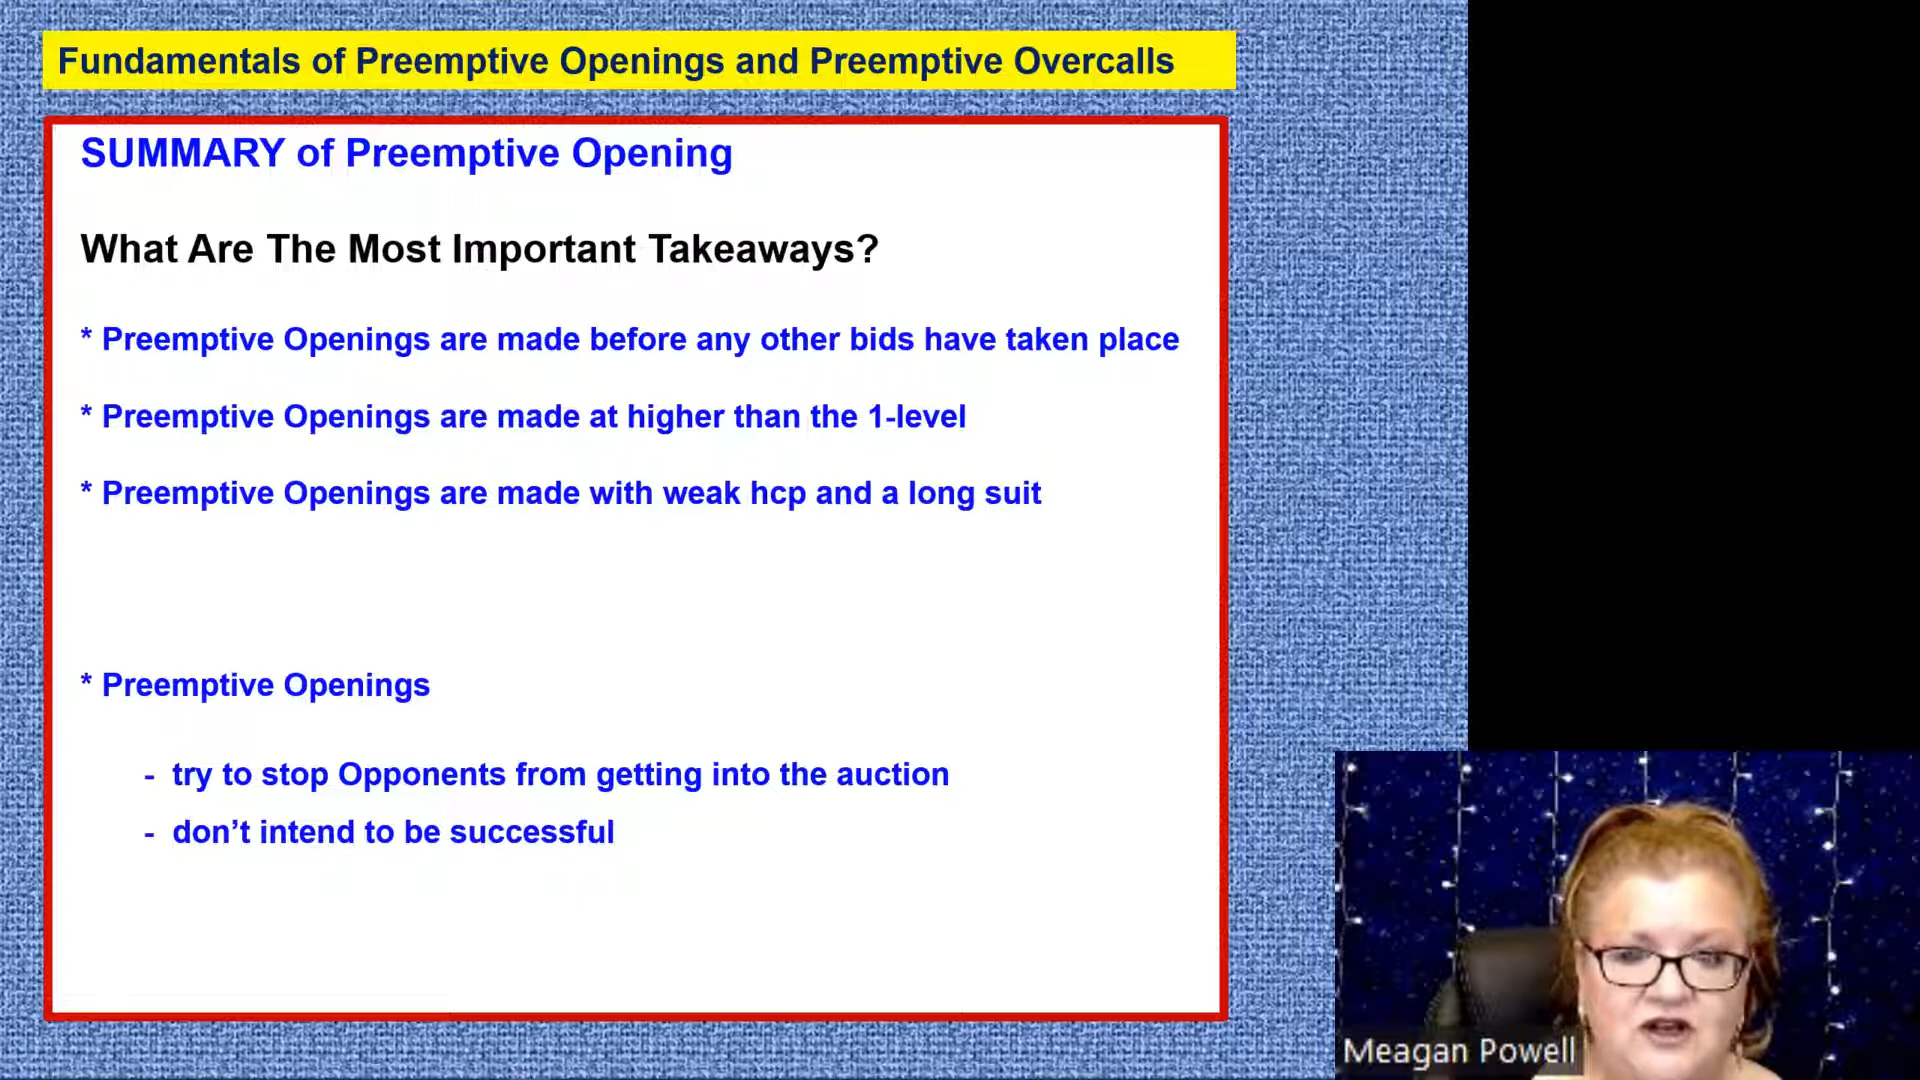 Fundamentals of Preemptive Openings and Preemptive Overcalls
SUMMARY of Preemptive Opening
What Are The Most Important Takeaways?
* Preemptive Openings are made before any other bids have taken place
* Preemptive Openings are made at higher than the 1-level
* Preemptive Openings are made with weak hcp and a long suit
* Preemptive Openings
- try to stop Opponents from getting into the auction
- don’t intend to be successful
Meagan Powell